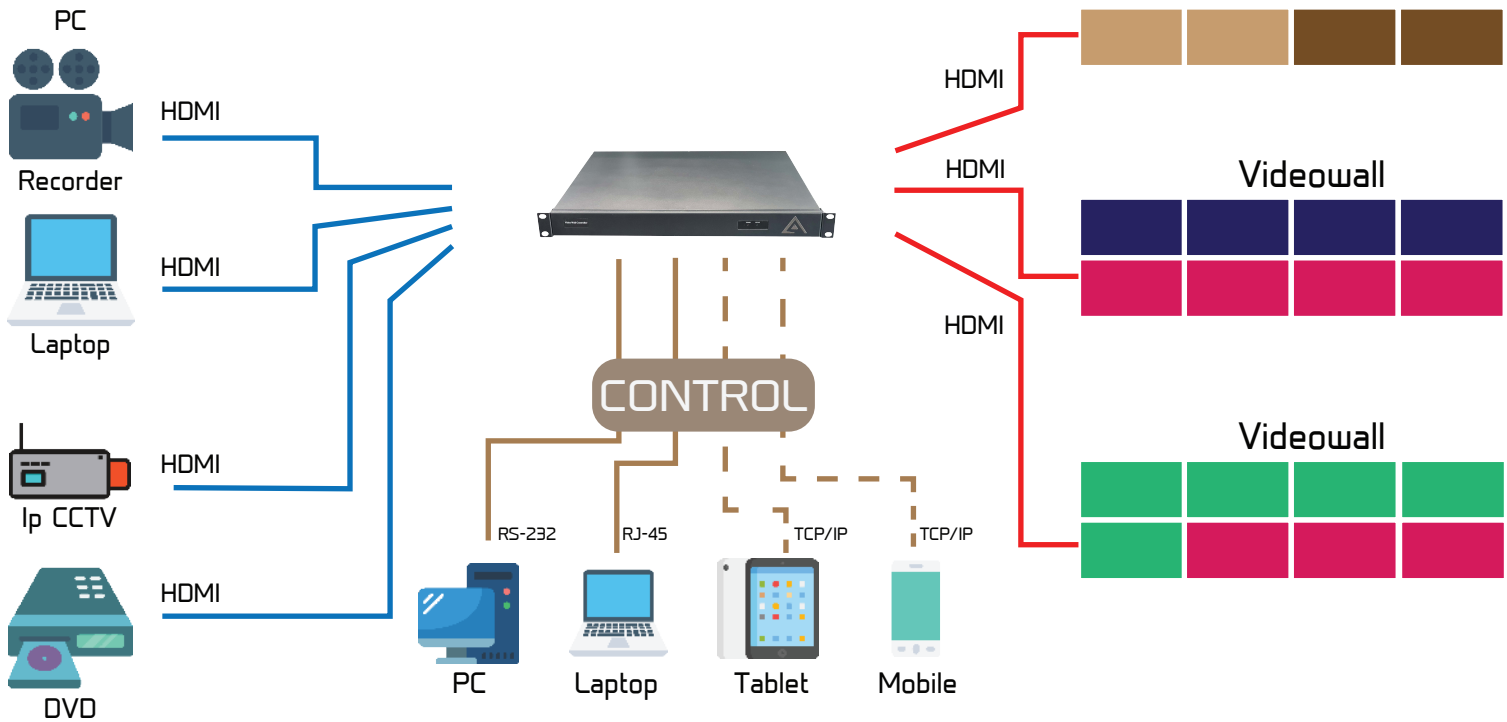 PC
HDMI
Recorder
HDMI
Laptop
HDMI
Ip CCTV
HDMI
DVD
CONTROL
RS-232
RJ-45
TCP/IP
TCP/IP
PC
Laptop
Tablet
Mobile
HDMI
HDMI
HDMI
Videowall
Videowall